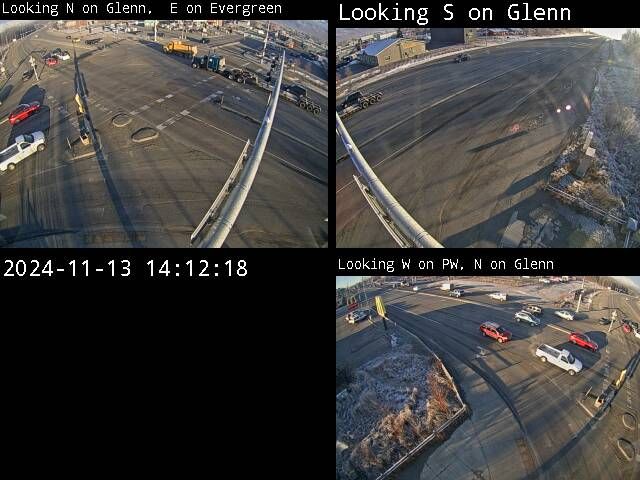 Looking N on Glenn,  E on Evergreen
Looking S on Glenn
2024-11-13 14:12:18
Looking W on PW, N on Glenn